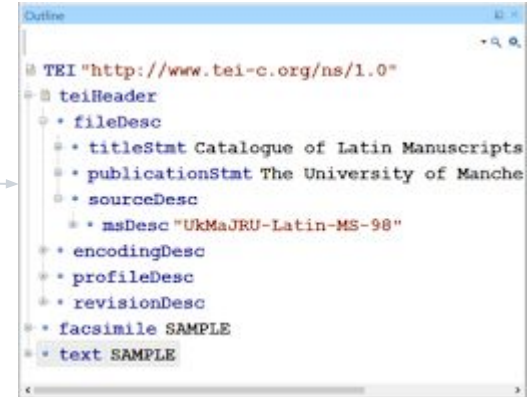 Outline
TEI "http://www.tei-c.org/ns/1.0"
teiHeader
fileDesc
titleStmt Catalogue of Latin Manuscripts
publicationStmt The University of Manche
sourceDesc
msDesc "UkMaJRU-Latin-MS-98"
encodingDesc
profileDesc
revisionDesc
facsimile SAMPLE
text SAMPLE